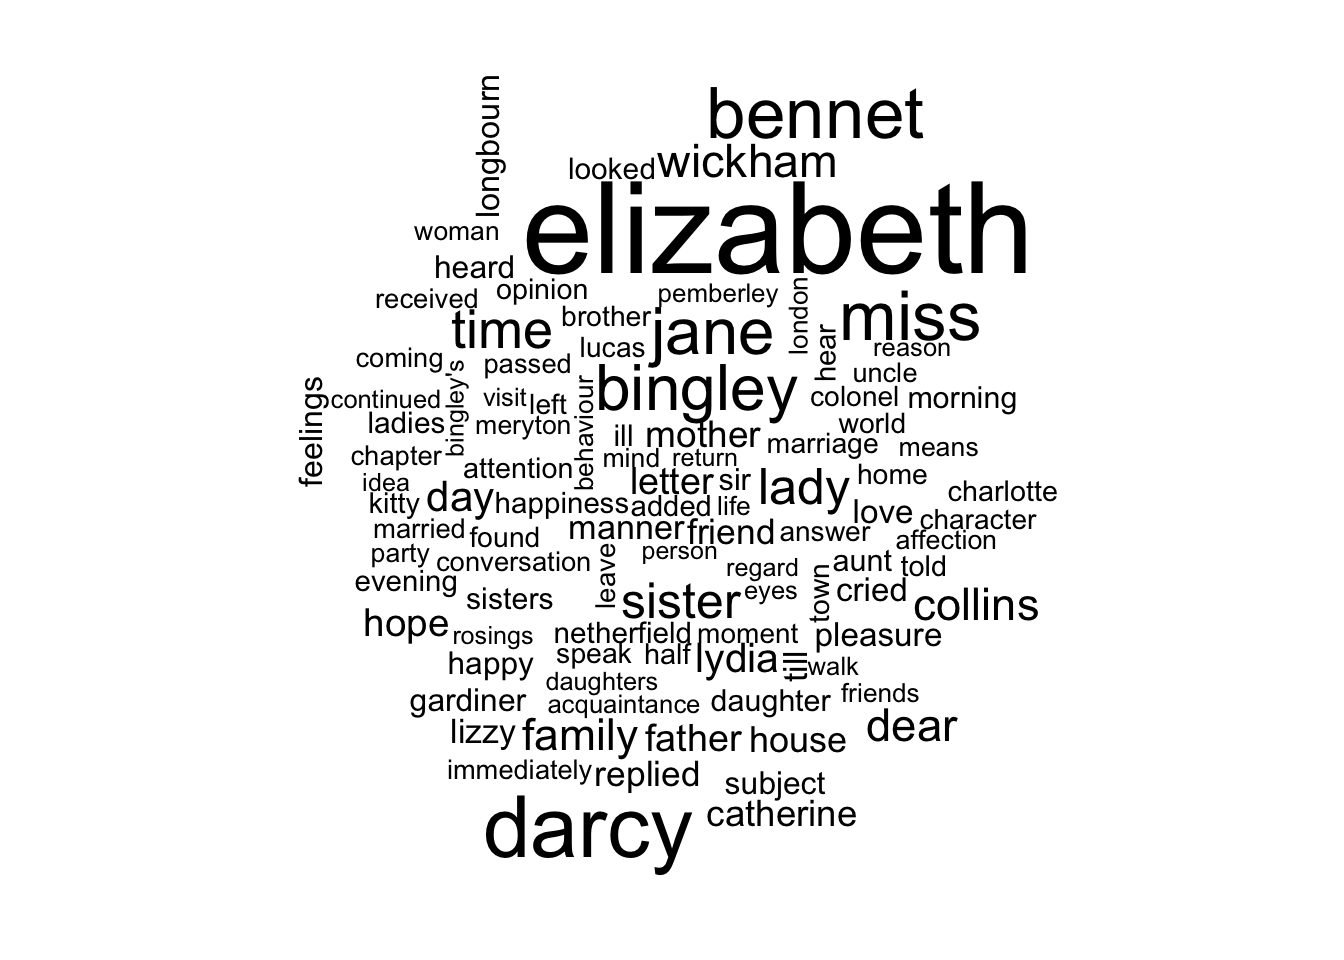 longbourn
bennet
looked
wickham
woman
elizabeth
heard
received
opinion
pemberley
london
miss
time
brother
jane
hear
reason
coming
passed
lucas
uncle
feelings
continued
bingley's
visit
left
behaviour
bingley
colonel
morning
ladies
meryton
ill
mother
marriage
world
means
chapter
attention
mind
return
idea
letter
sir
lady
home
charlotte
kitty
day
happiness
added
life
love
character
married
found
manner
friend
answer
affection
party
conversation
leave
person
regard
aunt
told
evening
sisters
sister
eyes
town
cried
collins
hope
rosings
netherfield
moment
pleasure
happy
speak
half
lydia
till
walk
daughters
gardiner
acquaintance
daughter
friends
lizzy
family
father
house
dear
immediately
replied
subject
darcy
catherine